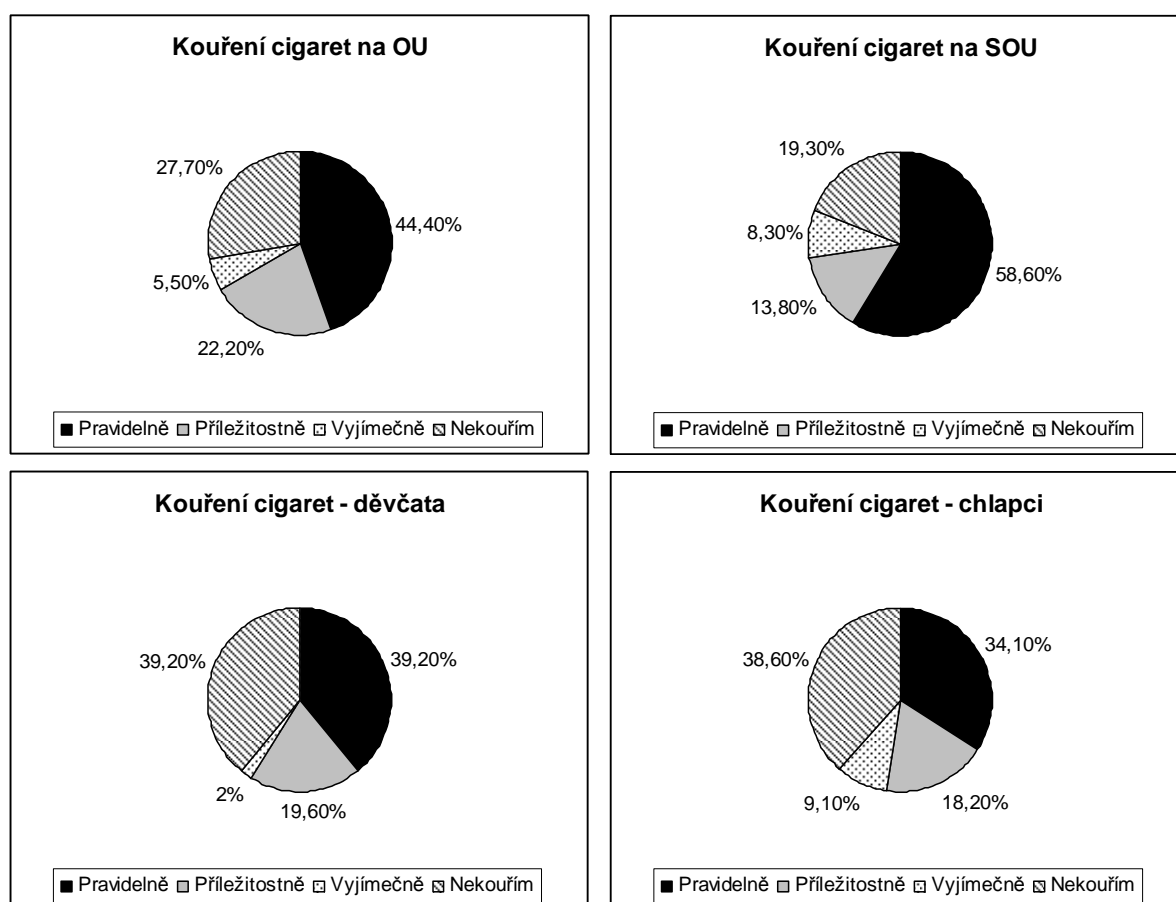 Kouření cigaret na OU
27,70%
44,40%
5,50%
22,20%
Pravidelně Příležitostně Vyjímečně Nekouřím
Kouření cigaret na SOU
19,30%
8,30%
58,60%
13,80%
Pravidelně Příležitostně Vyjímečně Nekouřím
Kouření cigaret - děvčata
39,20%
39,20%
2%
19,60%
Pravidelně Příležitostně Vyjímečně Nekouřím
Kouření cigaret - chlapci
38,60%
34,10%
9,10%
18,20%
Pravidelně Příležitostně Vyjímečně Nekouřím